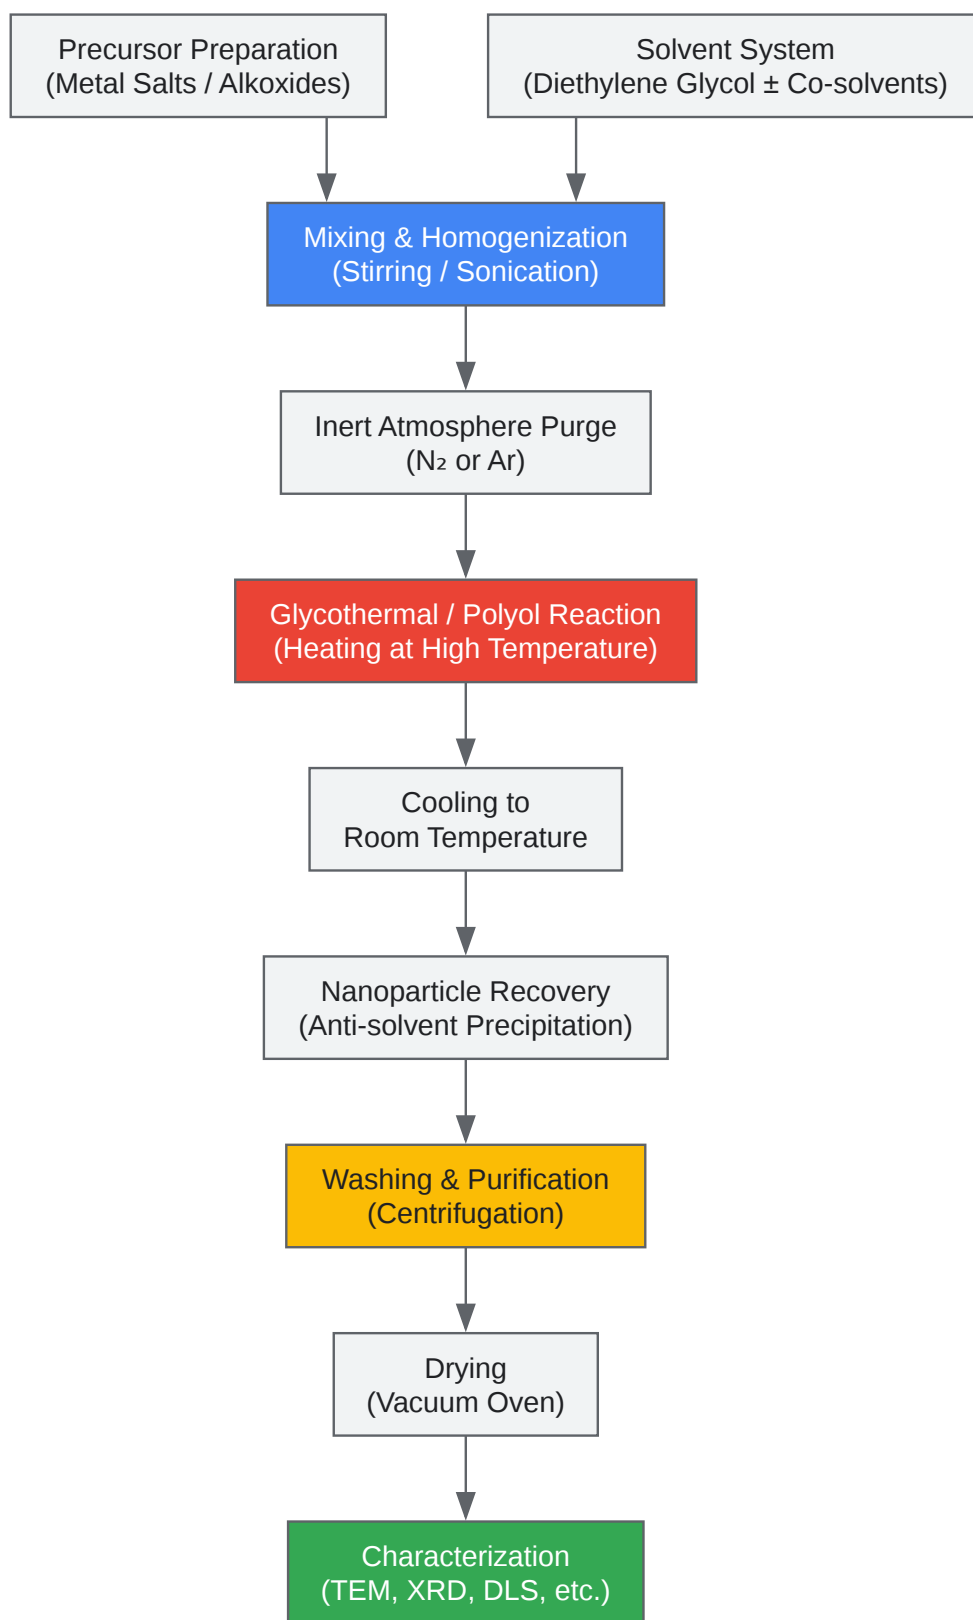 Precursor Preparation
(Metal Salts / Alkoxides)
Solvent System
(Diethylene Glycol ± Co-solvents)
Mixing & Homogenization
(Stirring / Sonication)
Inert Atmosphere Purge
(N₂ or Ar)
Glycothermal / Polyol Reaction
(Heating at High Temperature)
Cooling to
Room Temperature
Nanoparticle Recovery
(Anti-solvent Precipitation)
Washing & Purification
(Centrifugation)
Drying
(Vacuum Oven)
Characterization
(TEM, XRD, DLS, etc.)